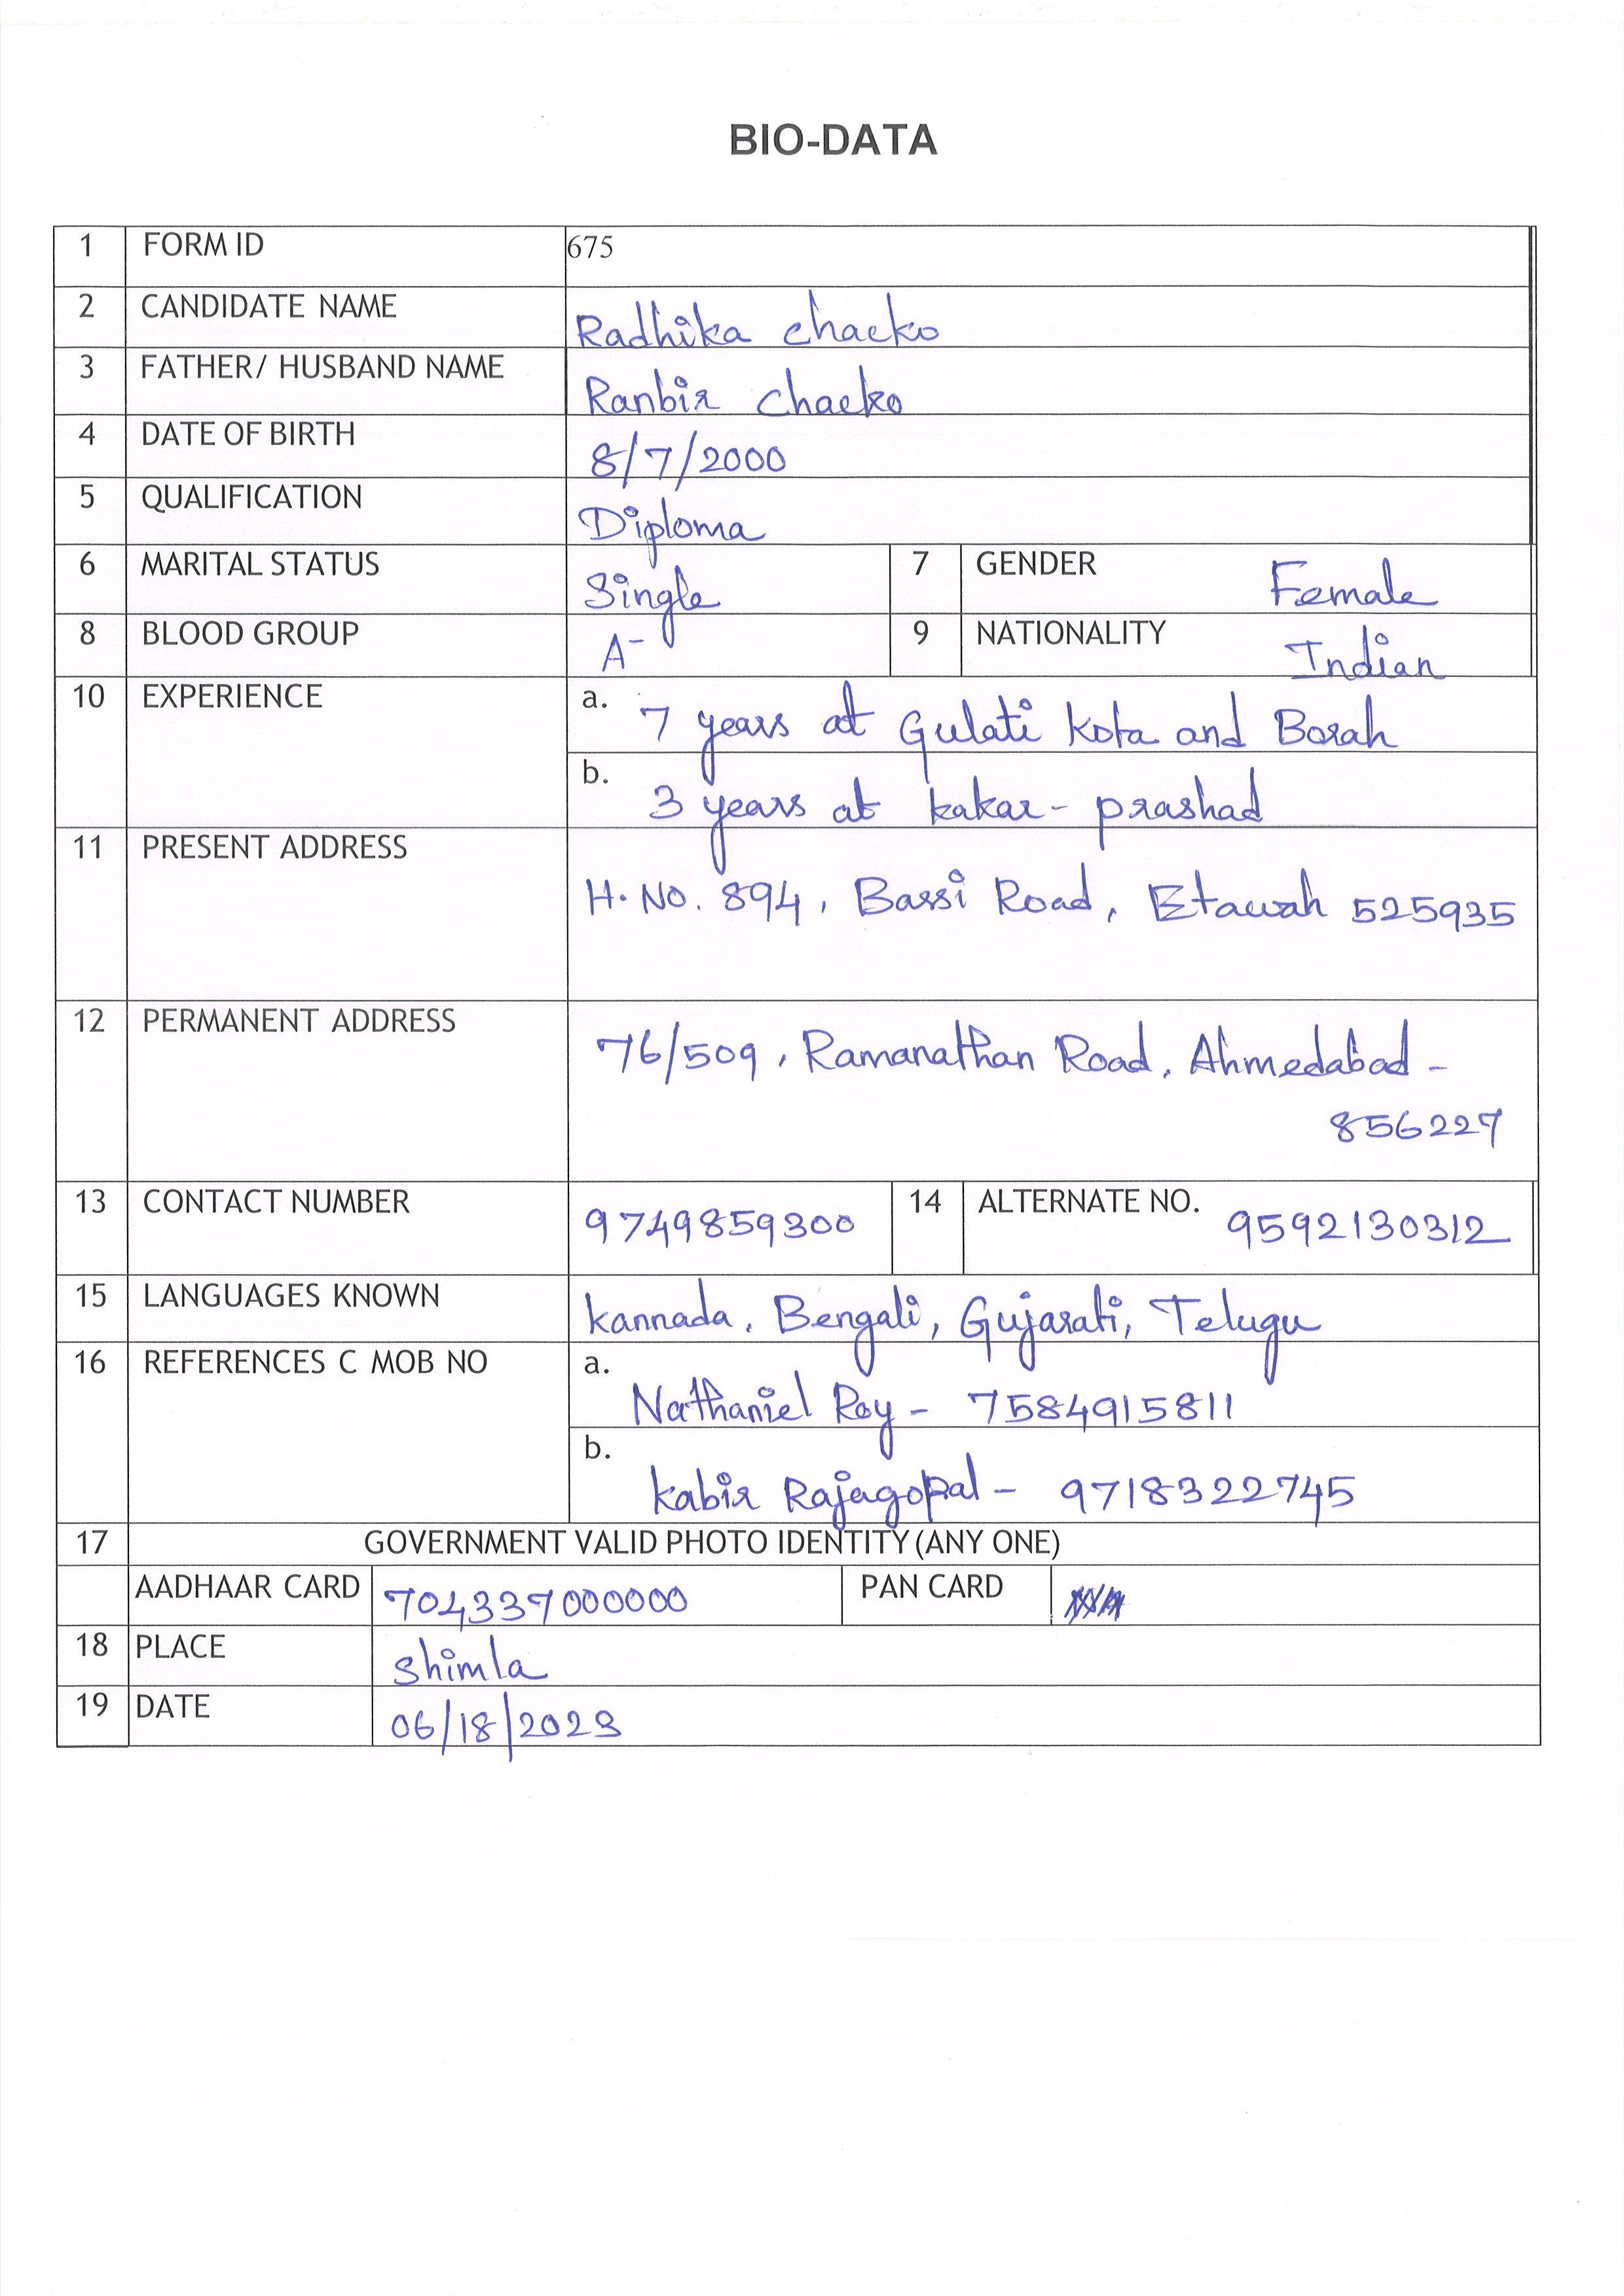 BIO-DATA
1 FORM ID 675
2 CANDIDATE NAME Radhika chacko
3 FATHER/ HUSBAND NAME Ranbir chacko
4 DATE OF BIRTH 8/7/2000
5 QUALIFICATION Diploma
6 MARITAL STATUS Single 7 GENDER Female
8 BLOOD GROUP A- 9 NATIONALITY Indian
10 EXPERIENCE a. 7 years at Gulati Kota and Borah
b. 3 years at kakar- prashad
11 PRESENT ADDRESS
H. No. 894, Bassi Road, Etawah 525935
12 PERMANENT ADDRESS
76/509, Ramanathan Road, Ahmedabad -
856227
13 CONTACT NUMBER 9749859300 14 ALTERNATE NO. 9592130312
15 LANGUAGES KNOWN kannada, Bengali, Gujarati, Telugu
16 REFERENCES C MOB NO a. Nathaniel Roy - 7584915811
b. kabir Rajagopal - 9718322745
17 GOVERNMENT VALID PHOTO IDENTITY (ANY ONE)
AADHAAR CARD 704337000000 PAN CARD
18 PLACE Shimla
19 DATE 06/18/2023